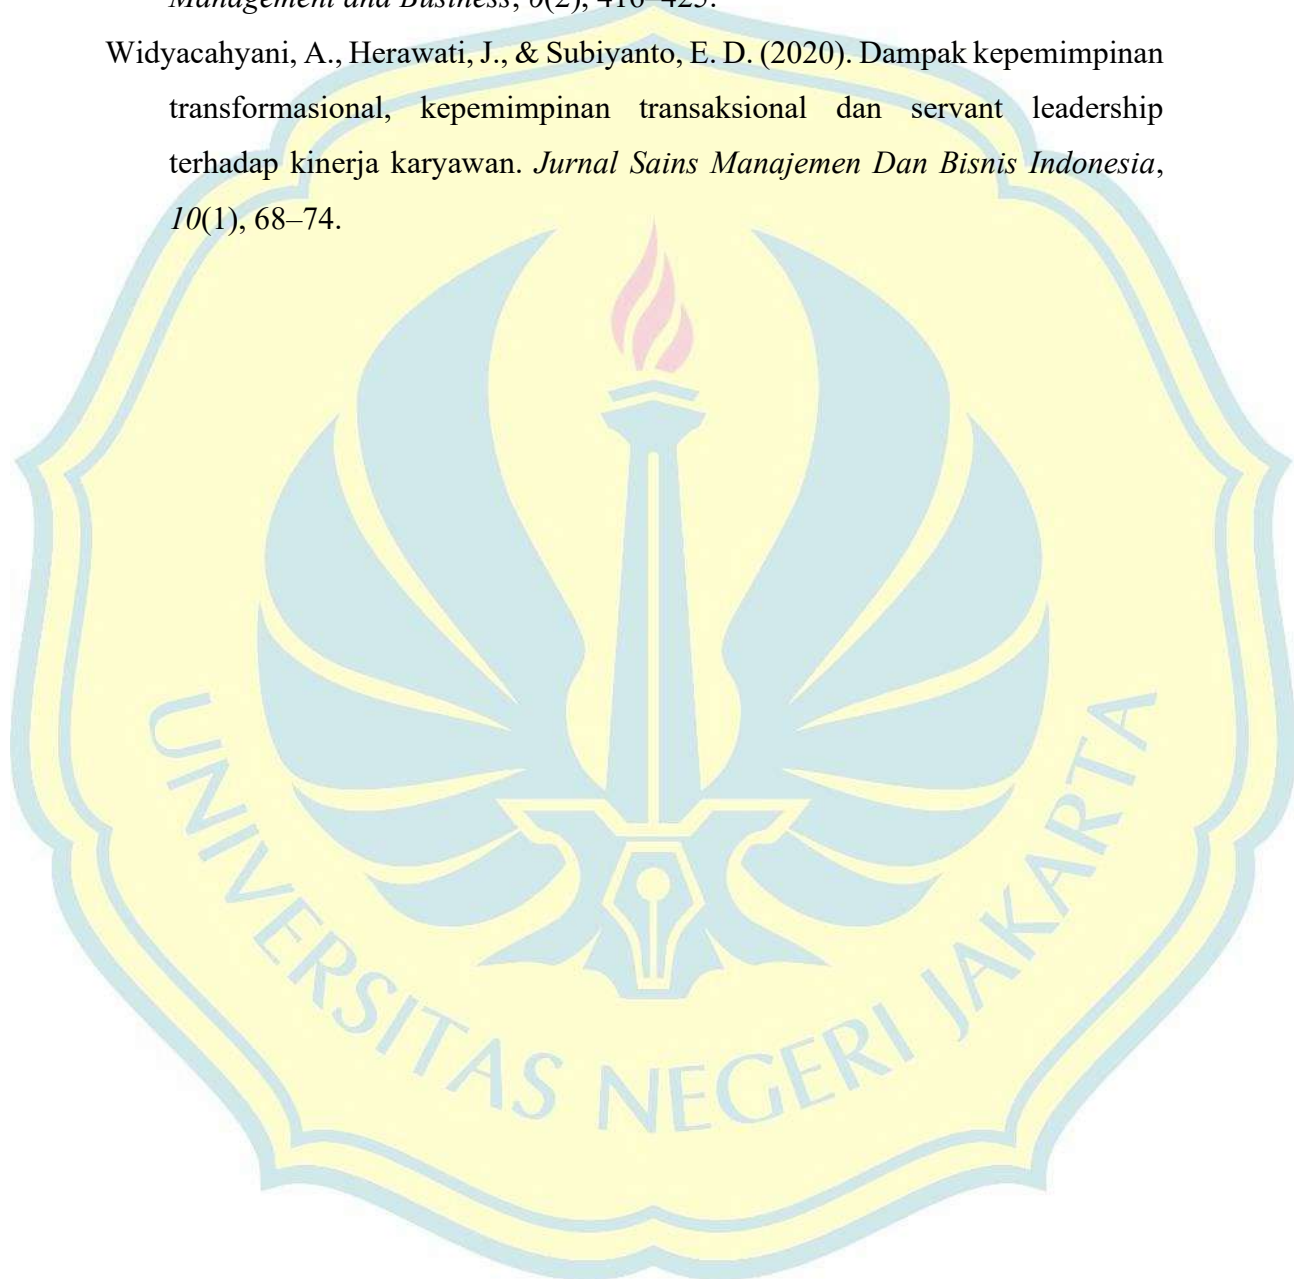 Management and Business, 6(2), 416–425.
Widyacahyani, A., Herawati, J., & Subiyanto, E. D. (2020). Dampak kepemimpinan
transformasional, kepemimpinan transaksional dan servant leadership
terhadap kinerja karyawan. Jurnal Sains Manajemen Dan Bisnis Indonesia,
10(1), 68–74.
UNIVERSITAS NEGERI JAKARTA